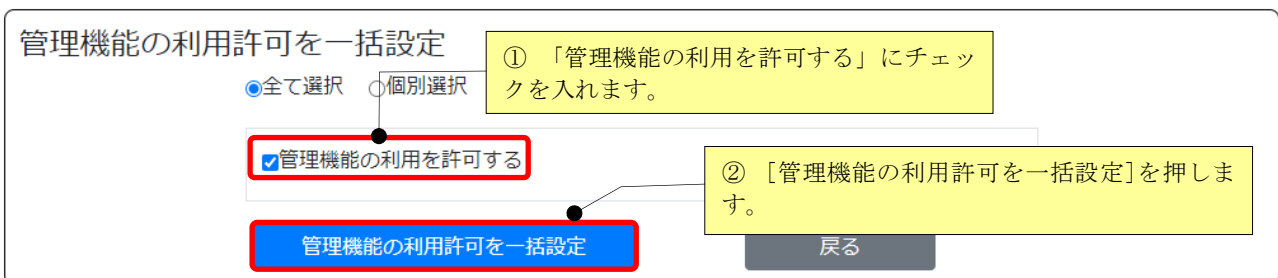 管理機能の利用許可を一括設定
① 「管理機能の利用を許可する」にチェッ
クを入れます。
全て選択 個別選択
管理機能の利用を許可する
② [管理機能の利用許可を一括設定]を押しま
す。
管理機能の利用許可を一括設定
戻る